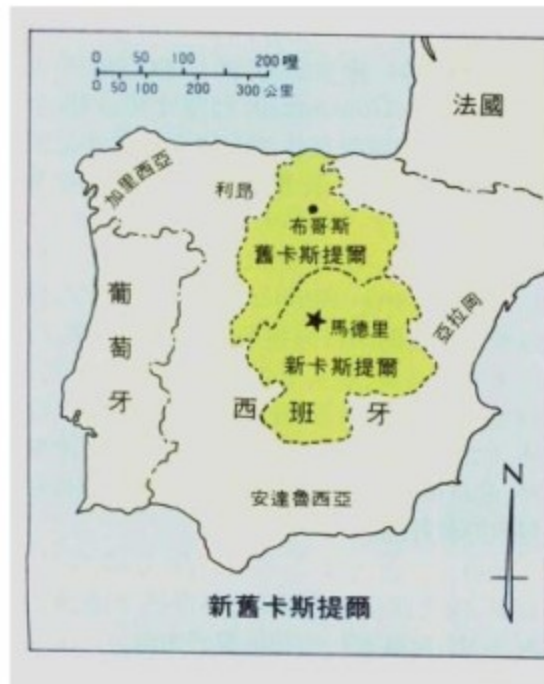 0 50 100 200 哩
0 50 100 200 300 公里
法國
加里西亞
利昂
布哥斯
舊卡斯提爾
葡萄牙
馬德里
亞拉岡
新卡斯提爾
西班牙
安達魯西亞
N
新舊卡斯提爾